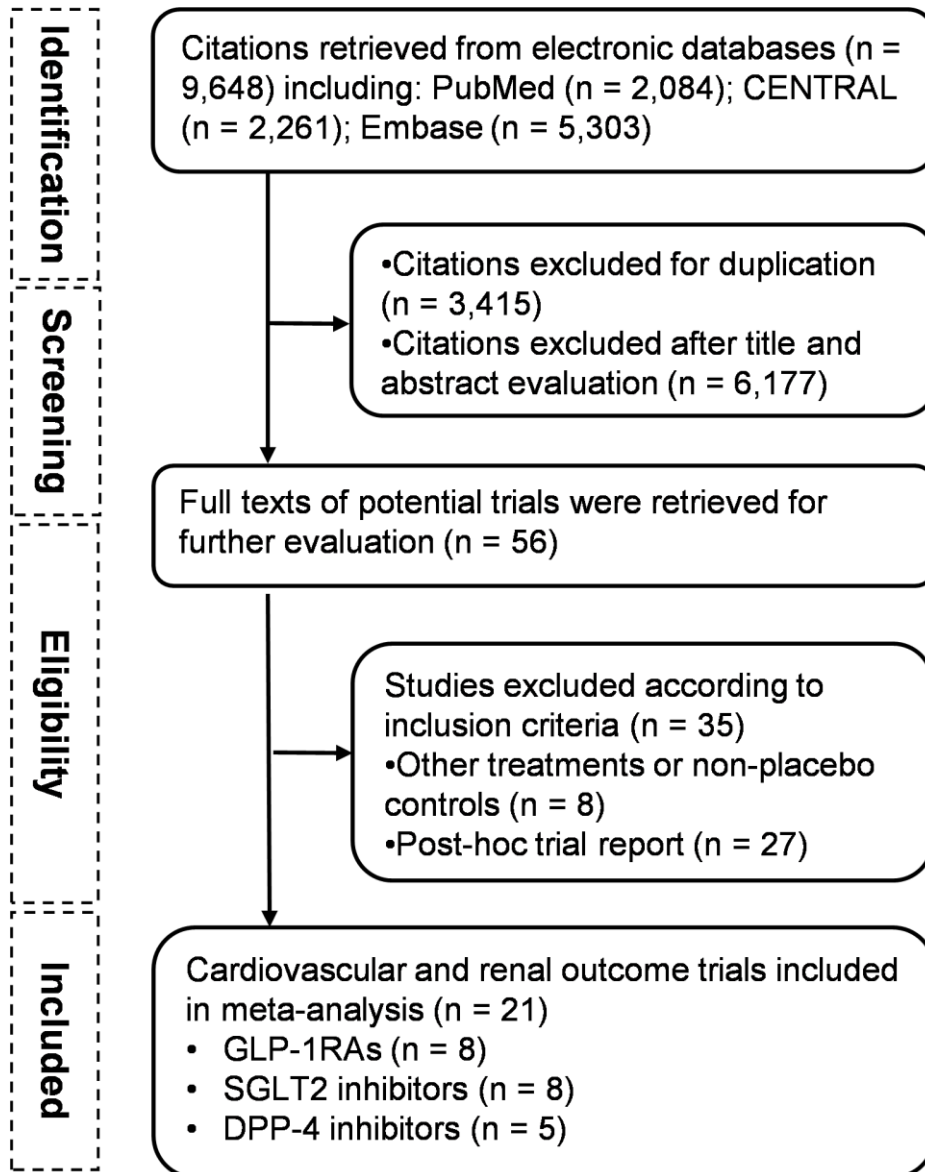 Identification
Citations retrieved from electronic databases (n =
9,648) including: PubMed (n = 2,084); CENTRAL
(n = 2,261); Embase (n = 5,303)
Screening
•Citations excluded for duplication
(n = 3,415)
•Citations excluded after title and
abstract evaluation (n = 6,177)
Full texts of potential trials were retrieved for
further evaluation (n = 56)
Eligibility
Studies excluded according to
inclusion criteria (n = 35)
•Other treatments or non-placebo
controls (n = 8)
•Post-hoc trial report (n = 27)
Included
Cardiovascular and renal outcome trials included
in meta-analysis (n = 21)
• GLP-1RAs (n = 8)
• SGLT2 inhibitors (n = 8)
• DPP-4 inhibitors (n = 5)